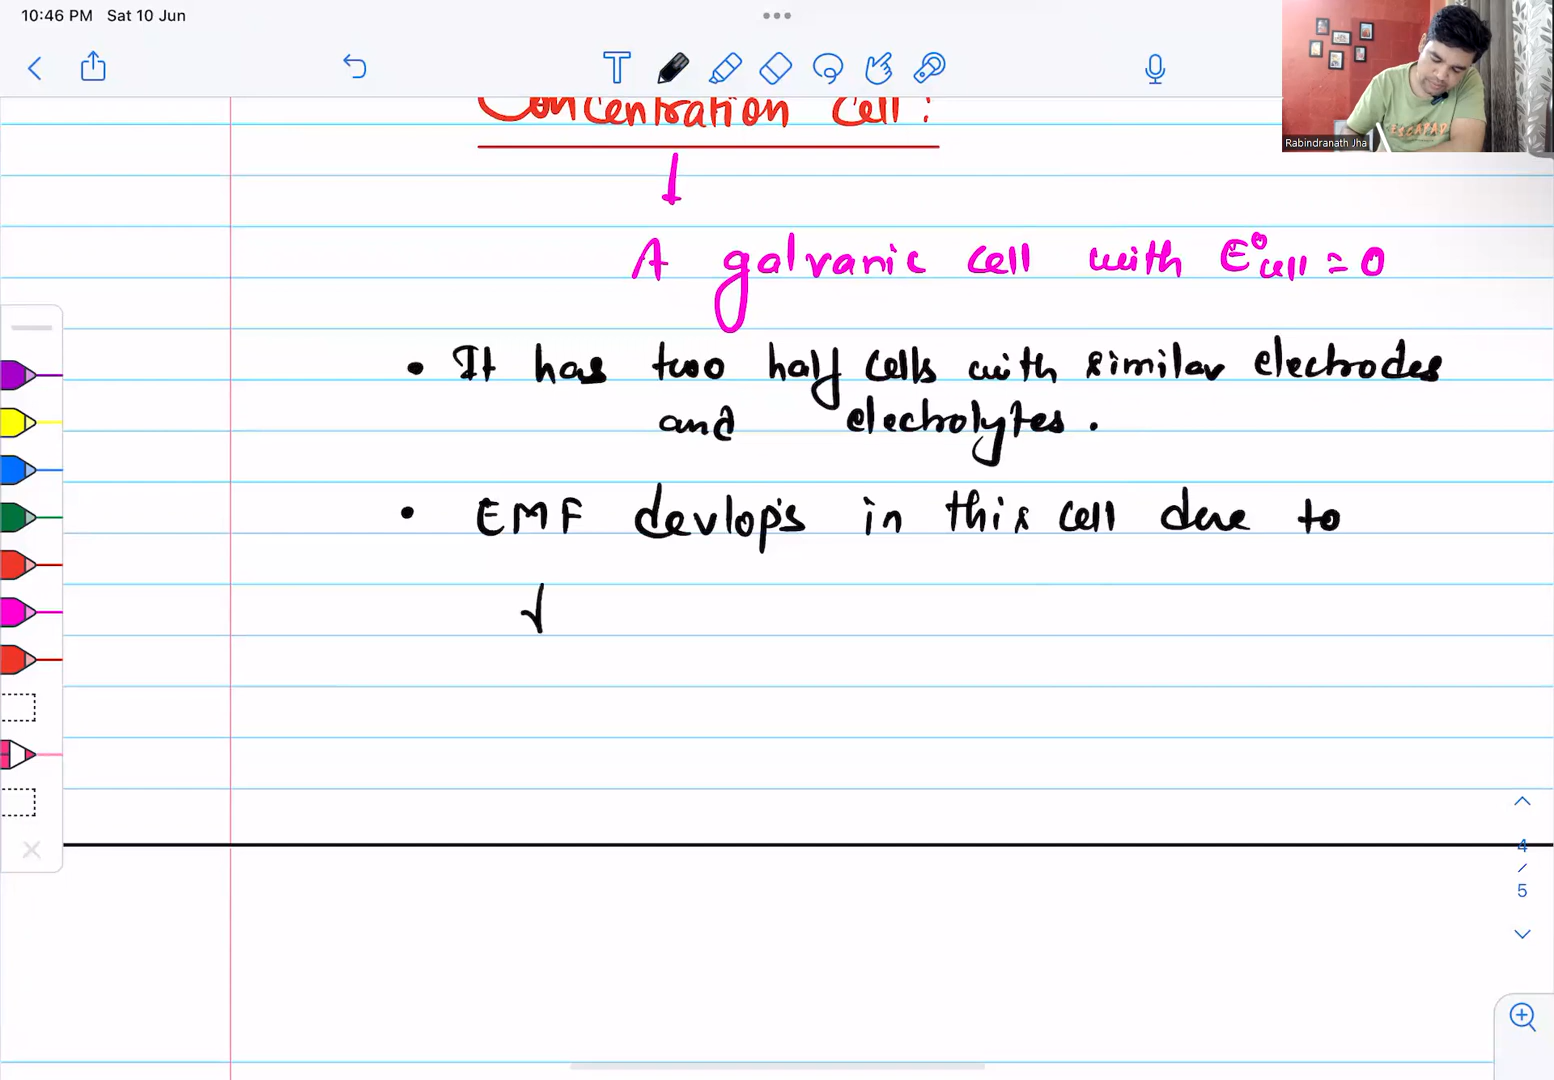 10:46 PM Sat 10 Jun
Rabindranath Jha
Concentration Cell :
A galvanic cell with E°cell = 0
• It has two half cells with similar electrodes
and electrolytes .
• EMF devlops in this cell due to
4
/
5